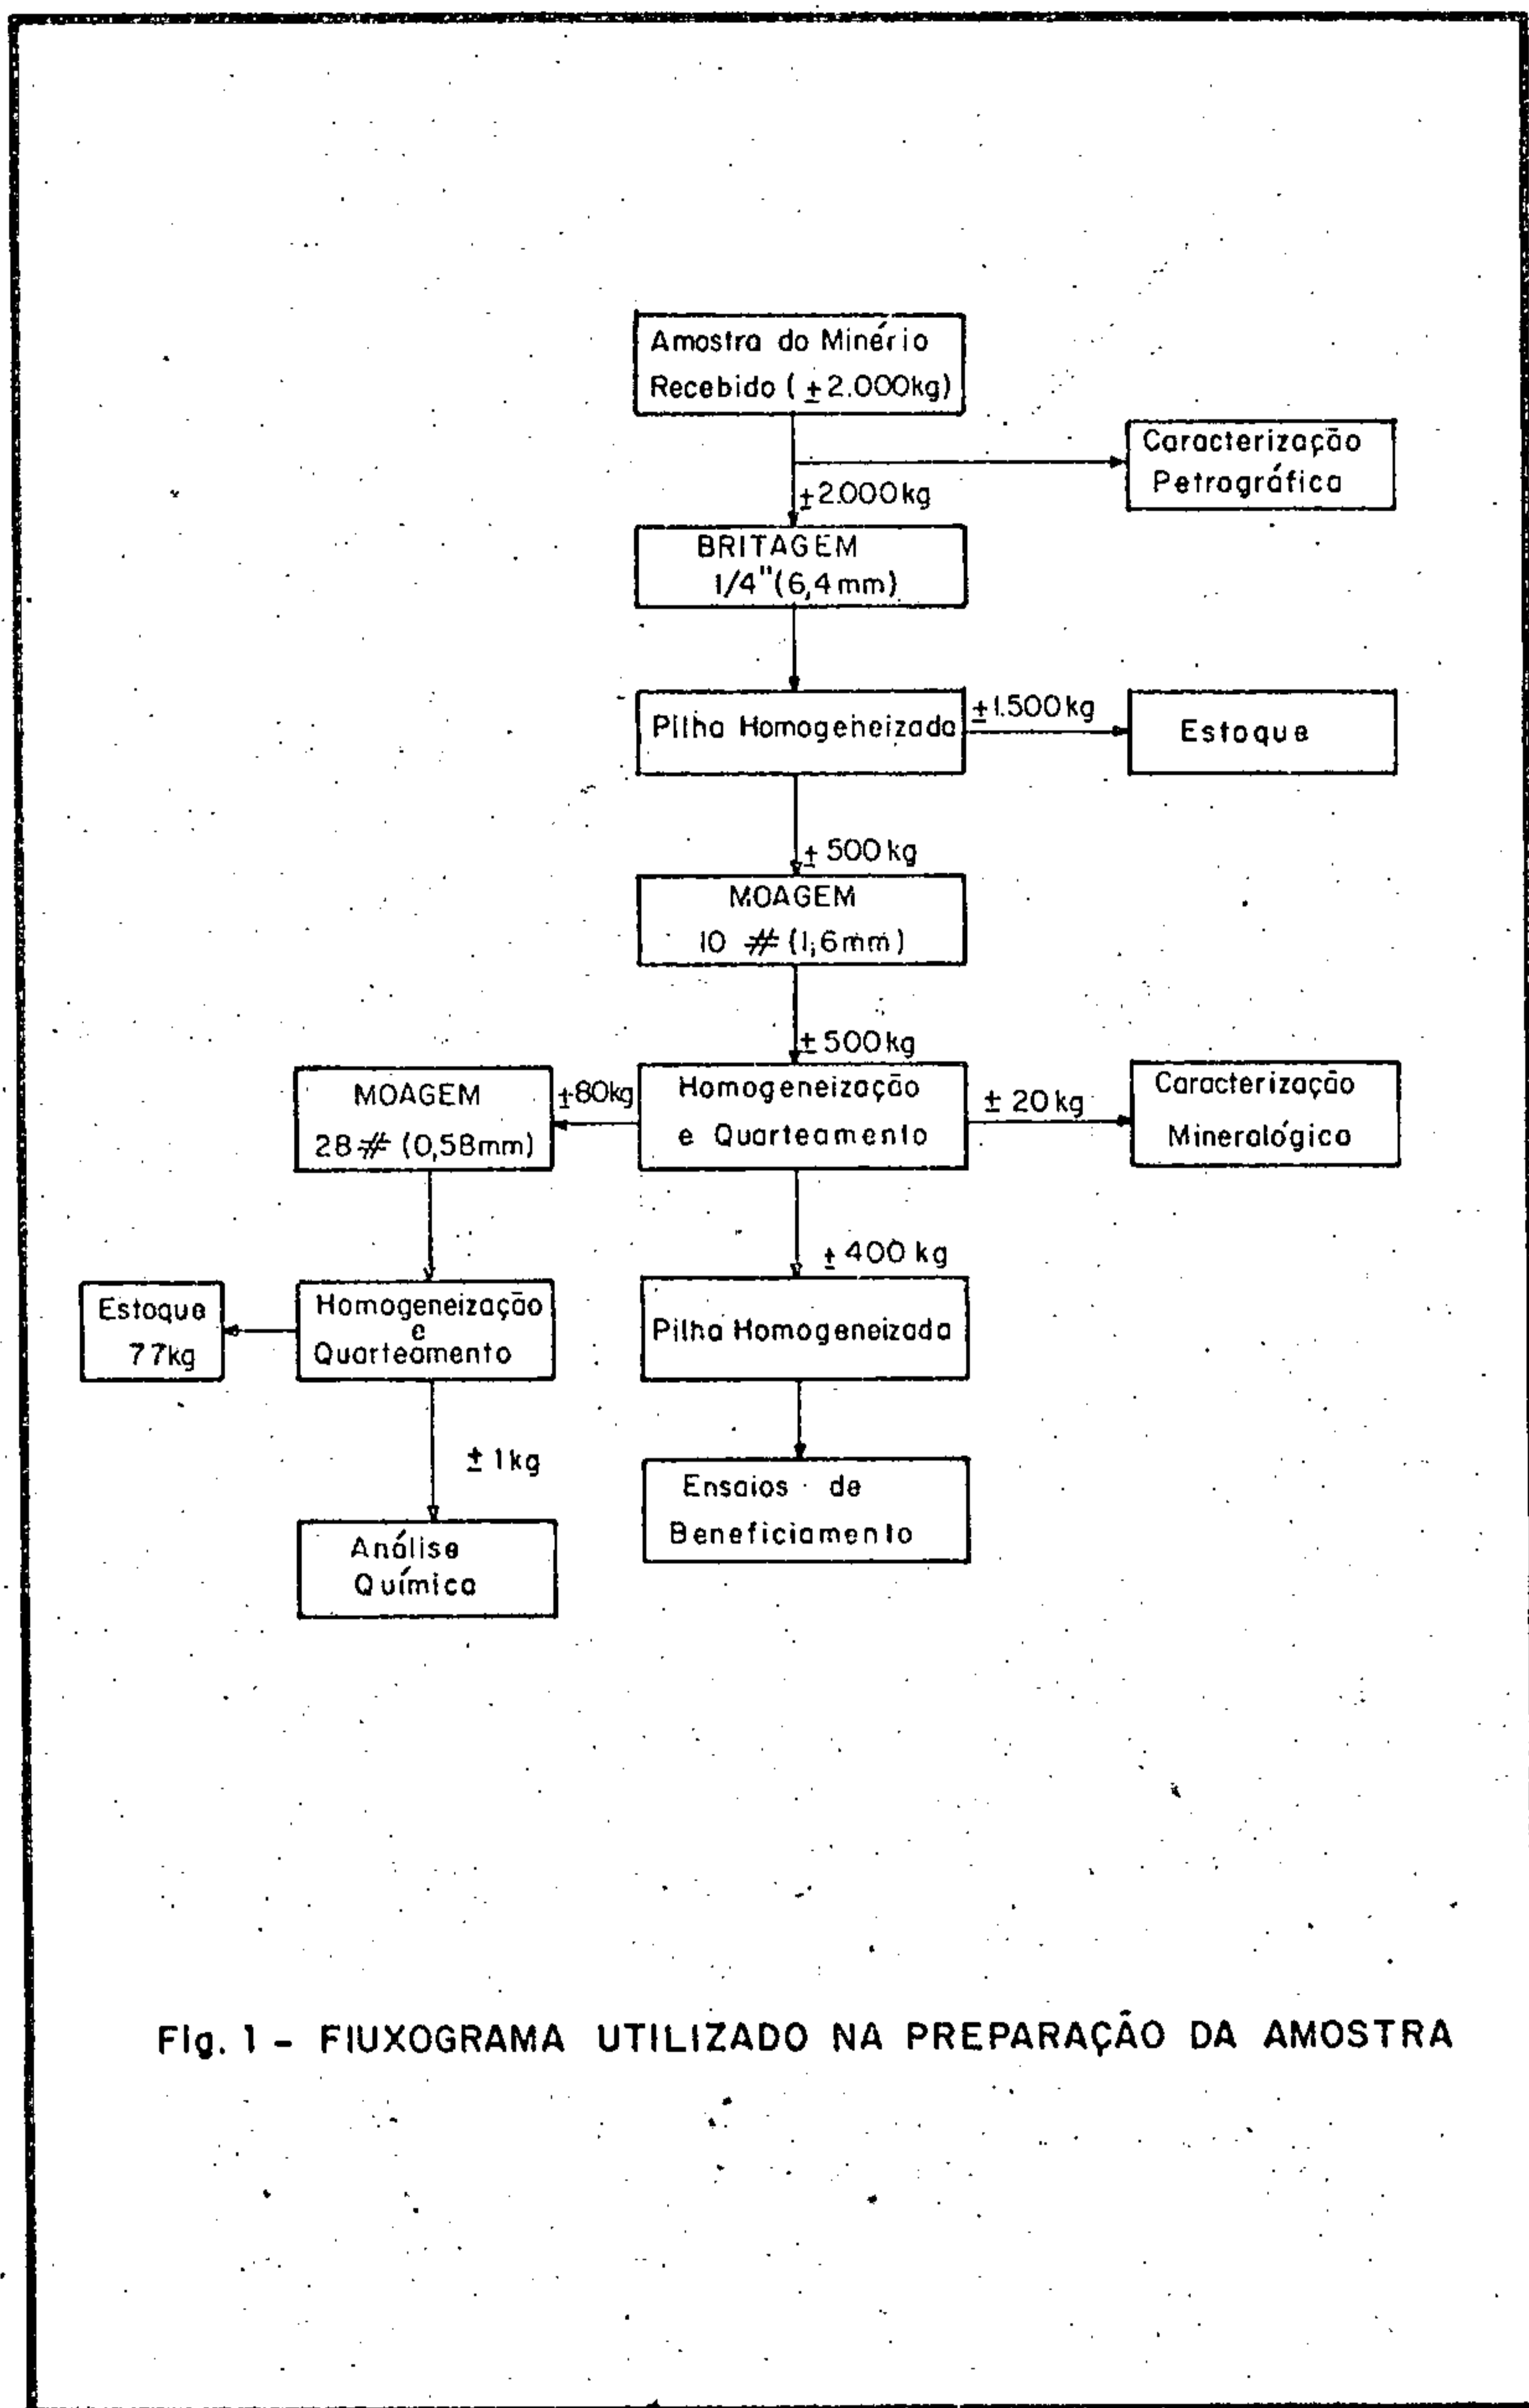 Amostra do Minério
Recebido (±2.000kg)
Caracterização
Petrográfica
±2.000kg
BRITAGEM
1/4"(6,4mm)
Pilha Homogeneizada
±1.500kg
Estoque
± 500kg
MOAGEM
10 # (1,6mm)
± 500kg
MOAGEM
28# (0,58mm)
±80kg
Homogeneização
e Quarteamento
± 20kg
Caracterização
Mineralógica
± 400 kg
Estoque
77kg
Homogeneização
e
Quarteamento
Pilha Homogeneizada
± 1kg
Ensaios de
Beneficiamento
Análise
Química
Fig. 1 - FIUXOGRAMA UTILIZADO NA PREPARAÇÃO DA AMOSTRA